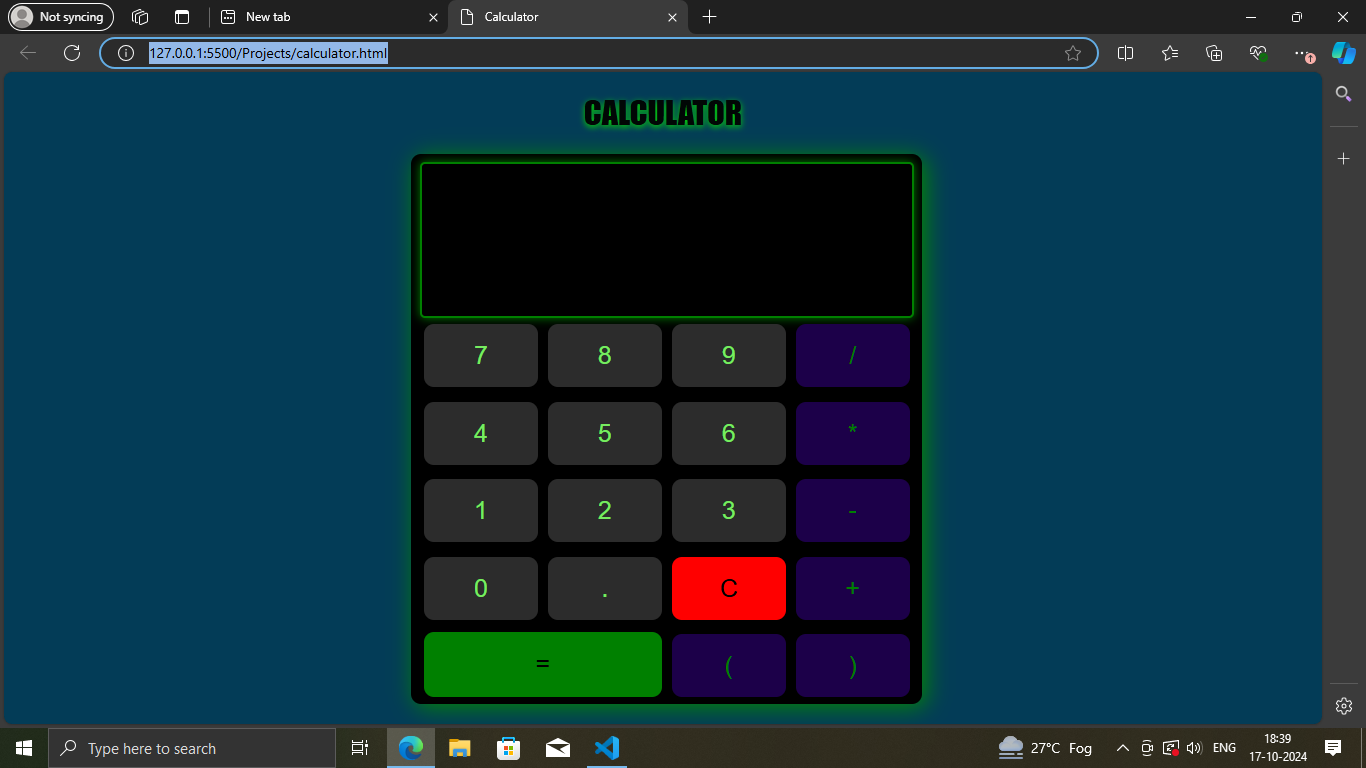 Not syncing
New tab
Calculator
127.0.0.1:5500/Projects/calculator.html
CALCULATOR
7 8 9 /
4 5 6 *
1 2 3 -
0 . C +
= ( )
Type here to search
27°C Fog
ENG
18:39
17-10-2024